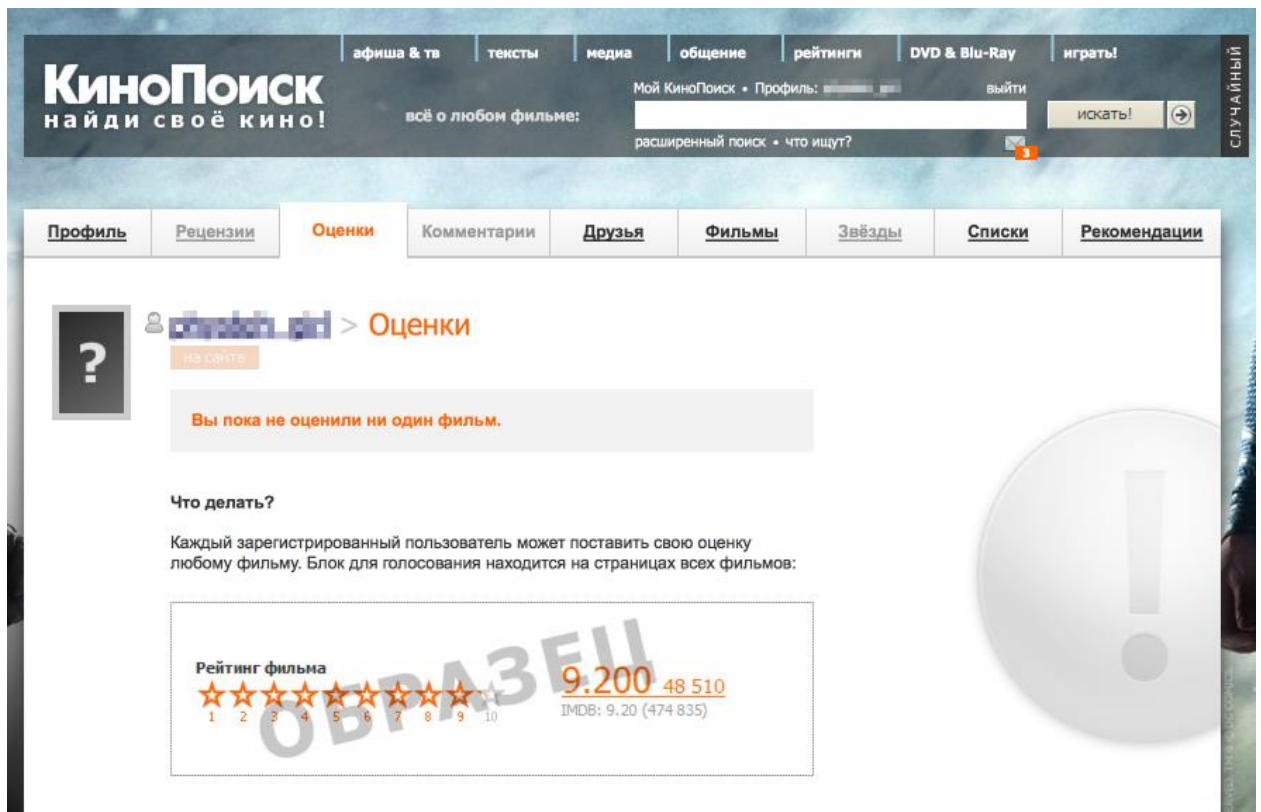 афиша & тв тексты медиа общение рейтинги DVD & Blu-Ray играть!
КиноПоиск
найди своё кино!
Мой КиноПоиск • Профиль: выйти
всё о любом фильме:
искать!
расширенный поиск • что ищут?
3
СЛУЧАЙНЫЙ
Профиль Рецензии Оценки Комментарии Друзья Фильмы Звёзды Списки Рекомендации
?
> Оценки
на сайте
Вы пока не оценили ни один фильм.
!
Что делать?
Каждый зарегистрированный пользователь может поставить свою оценку
любому фильму. Блок для голосования находится на страницах всех фильмов:
Рейтинг фильма
1 2 3 4 5 6 7 8 9 10
9.200 48 510
IMDB: 9.20 (474 835)
ОБРАЗЕЦ